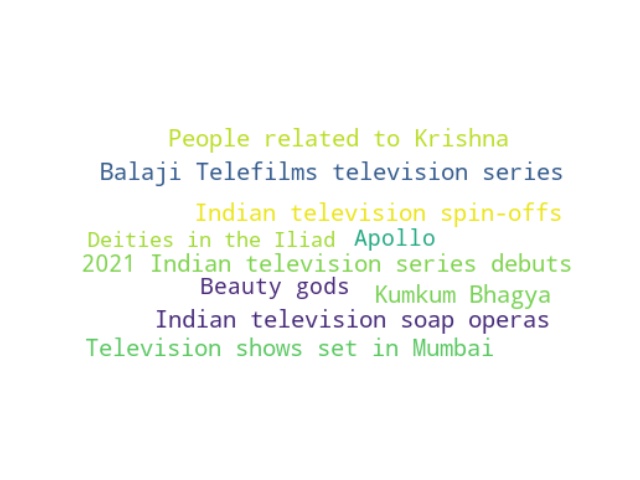 People related to Krishna
Balaji Telefilms television series
Indian television spin-offs
Deities in the Iliad Apollo
2021 Indian television series debuts
Beauty gods Kumkum Bhagya
Indian television soap operas
Television shows set in Mumbai